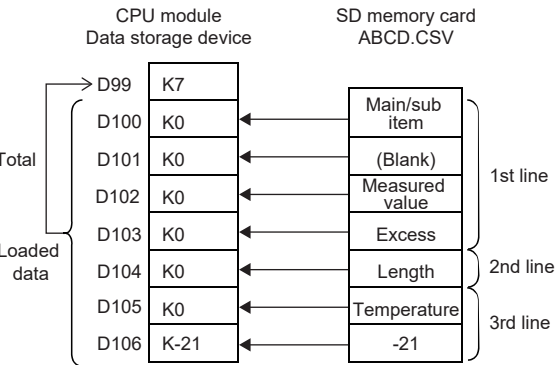 CPU module
Data storage device
SD memory card
ABCD.CSV
D99 K7
D100 K0 Main/sub item
D101 K0 (Blank)
D102 K0 Measured value
D103 K0 Excess
D104 K0 Length
D105 K0 Temperature
D106 K-21 -21
Total
Loaded
data
1st line
2nd line
3rd line